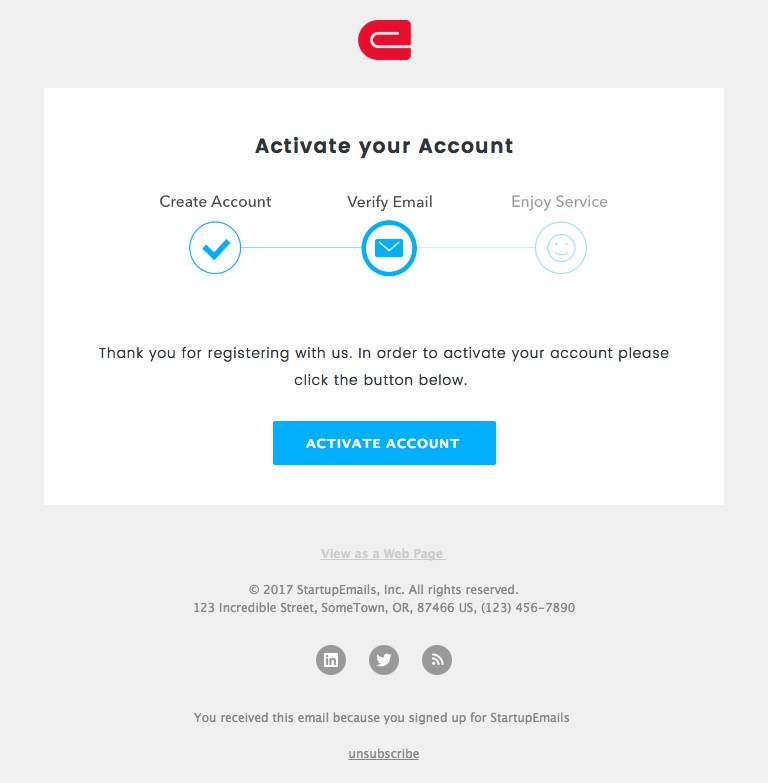 Activate your Account
Create Account Verify Email Enjoy Service
Thank you for registering with us. In order to activate your account please
click the button below.
ACTIVATE ACCOUNT
View as a Web Page
© 2017 StartupEmails, Inc. All rights reserved.
123 Incredible Street, SomeTown, OR, 87466 US, (123) 456-7890
in
You received this email because you signed up for StartupEmails
unsubscribe